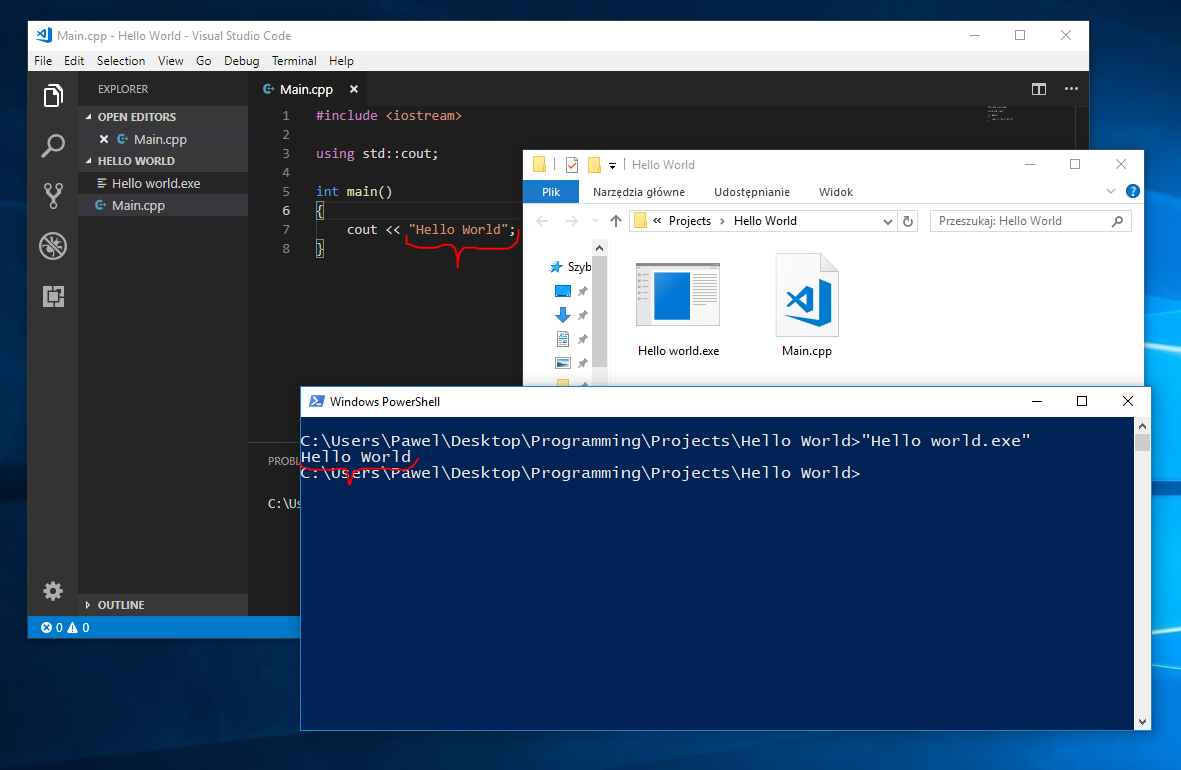 Main.cpp - Hello World - Visual Studio Code
File Edit Selection View Go Debug Terminal Help
EXPLORER
OPEN EDITORS
Main.cpp
HELLO WORLD
Hello world.exe
Main.cpp
OUTLINE
0 0
Main.cpp
1 #include <iostream>
2
3 using std::cout;
4
5 int main()
6 {
7 cout << "Hello World";
8 }
C:\Us
Hello World
Plik Narzędzia główne Udostępnianie Widok
« Projects › Hello World
Przeszukaj: Hello World
Szyb
Hello world.exe
Main.cpp
Windows PowerShell
C:\Users\Pawel\Desktop\Programming\Projects\Hello World>"Hello world.exe"
Hello World
C:\Users\Pawel\Desktop\Programming\Projects\Hello World>